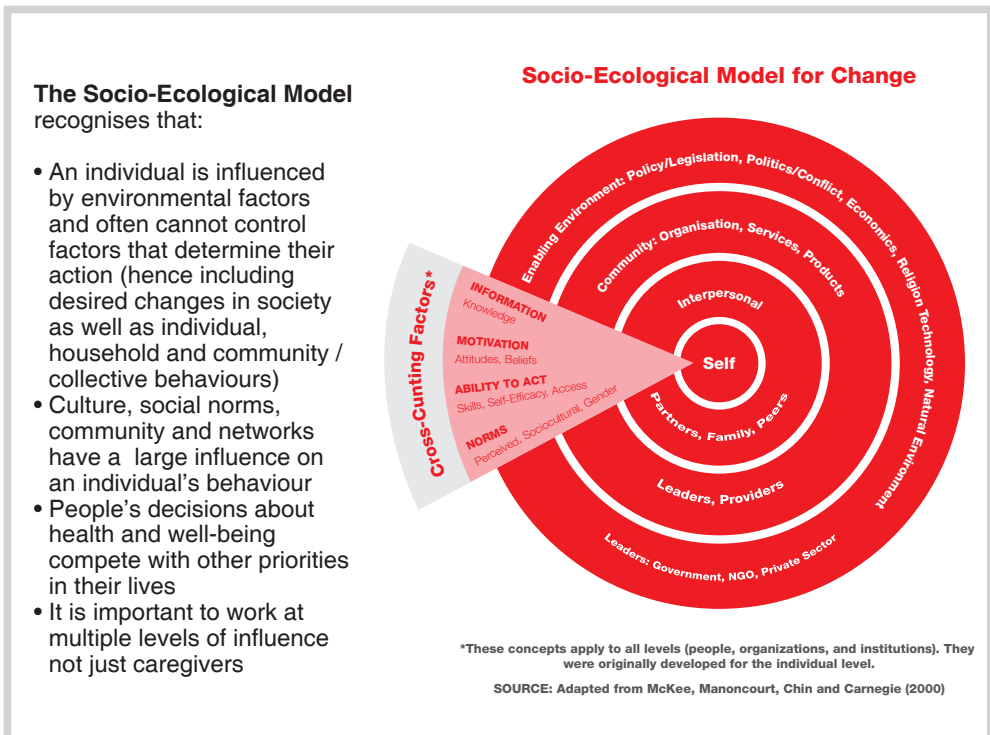 The Socio-Ecological Model
recognises that:
• An individual is influenced
by environmental factors
and often cannot control
factors that determine their
action (hence including
desired changes in society
as well as individual,
household and community /
collective behaviours)
• Culture, social norms,
community and networks
have a large influence on
an individual's behaviour
• People's decisions about
health and well-being
compete with other priorities
in their lives
• It is important to work at
multiple levels of influence
not just caregivers
Socio-Ecological Model for Change
Enabling Environment: Policy/Legislation, Politics/Conflict, Economics, Religion Technology, Natural Environment
Community: Organisation, Services, Products
Interpersonal
Self
Partners, Family, Peers
Leaders, Providers
Leaders: Government, NGO, Private Sector
Cross-Cunting Factors*
INFORMATION
Knowledge
MOTIVATION
Attitudes, Beliefs
ABILITY TO ACT
Skills, Self-Efficacy, Access
NORMS
Perceived, Sociocultural, Gender
*These concepts apply to all levels (people, organizations, and institutions). They
were originally developed for the individual level.
SOURCE: Adapted from McKee, Manoncourt, Chin and Carnegie (2000)